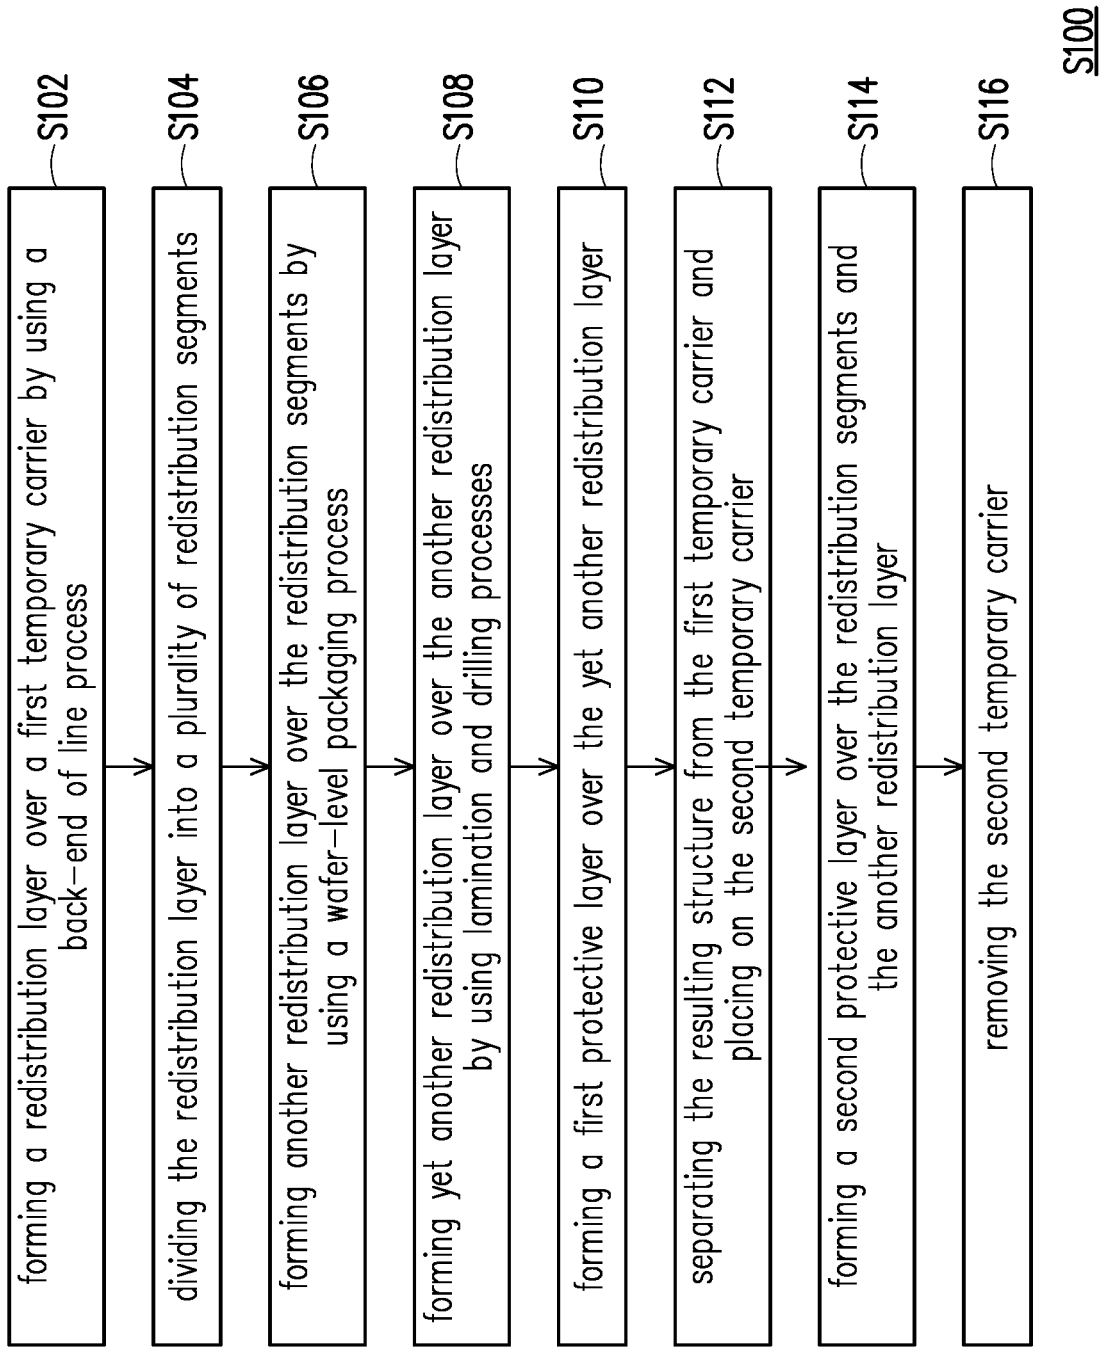 S100
forming a redistribution layer over a first temporary carrier by using a
back-end of line process
S102
dividing the redistribution layer into a plurality of redistribution segments
S104
forming another redistribution layer over the redistribution segments by
using a wafer-level packaging process
S106
forming yet another redistribution layer over the another redistribution layer
by using lamination and drilling processes
S108
forming a first protective layer over the yet another redistribution layer
S110
separating the resulting structure from the first temporary carrier and
placing on the second temporary carrier
S112
forming a second protective layer over the redistribution segments and
the another redistribution layer
S114
removing the second temporary carrier
S116